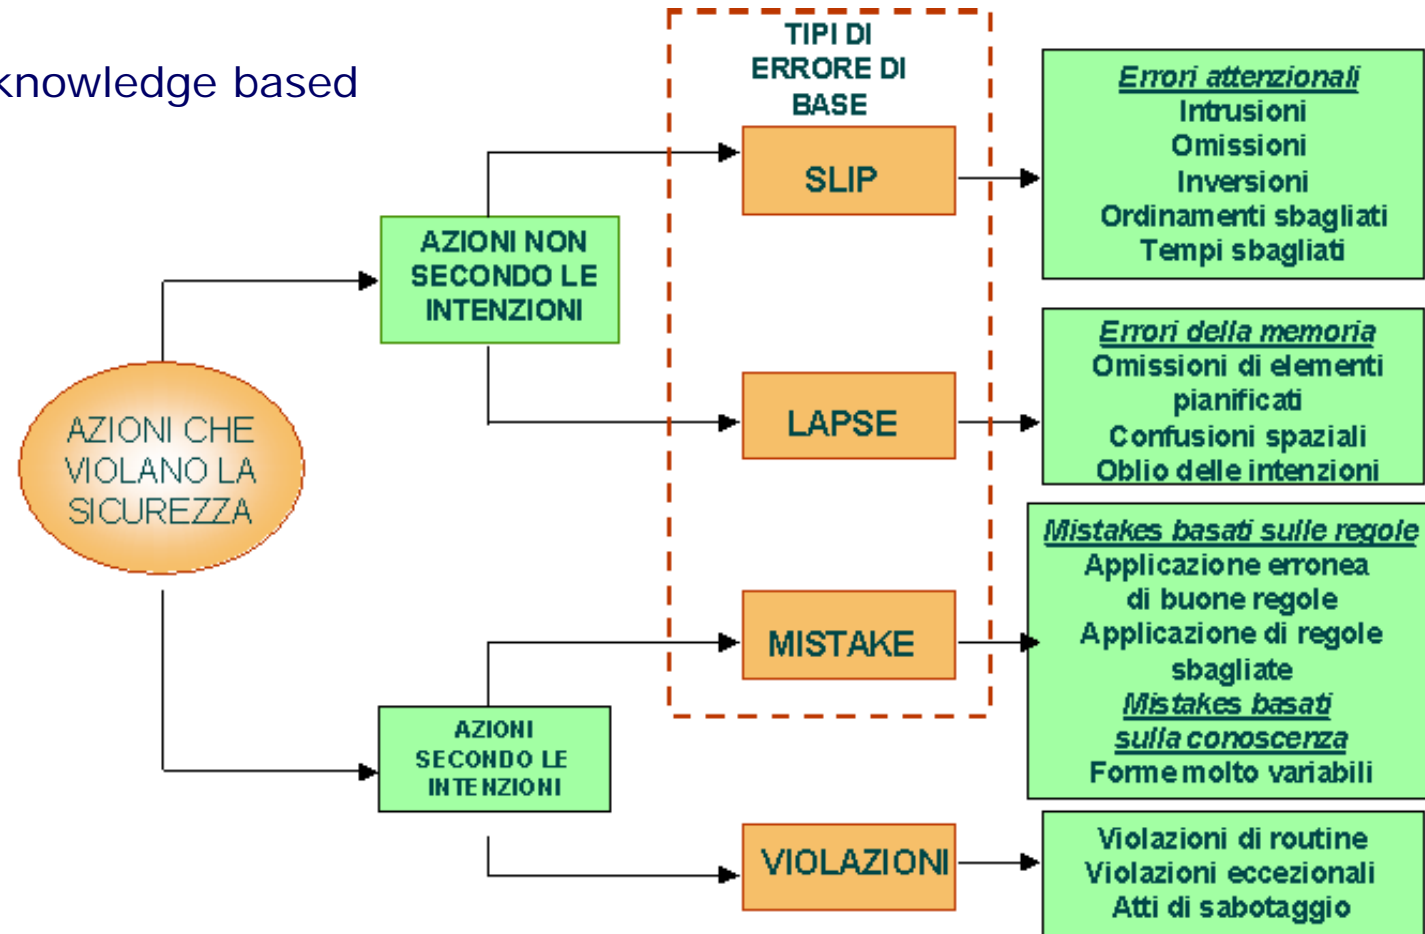 knowledge based
TIPI DI
ERRORE DI
BASE
SLIP
Errori attenzionali
Intrusioni
Omissioni
Inversioni
Ordinamenti sbagliati
Tempi sbagliati
AZIONI NON
SECONDO LE
INTENZIONI
LAPSE
Errori della memoria
Omissioni di elementi
pianificati
Confusioni spaziali
Oblio delle intenzioni
AZIONI CHE
VIOLANO LA
SICUREZZA
MISTAKE
Mistakes basati sulle regole
Applicazione erronea
di buone regole
Applicazione di regole
sbagliate
Mistakes basati
sulla conoscenza
Forme molto variabili
AZIONI
SECONDO LE
INTENZIONI
VIOLAZIONI
Violazioni di routine
Violazioni eccezionali
Atti di sabotaggio